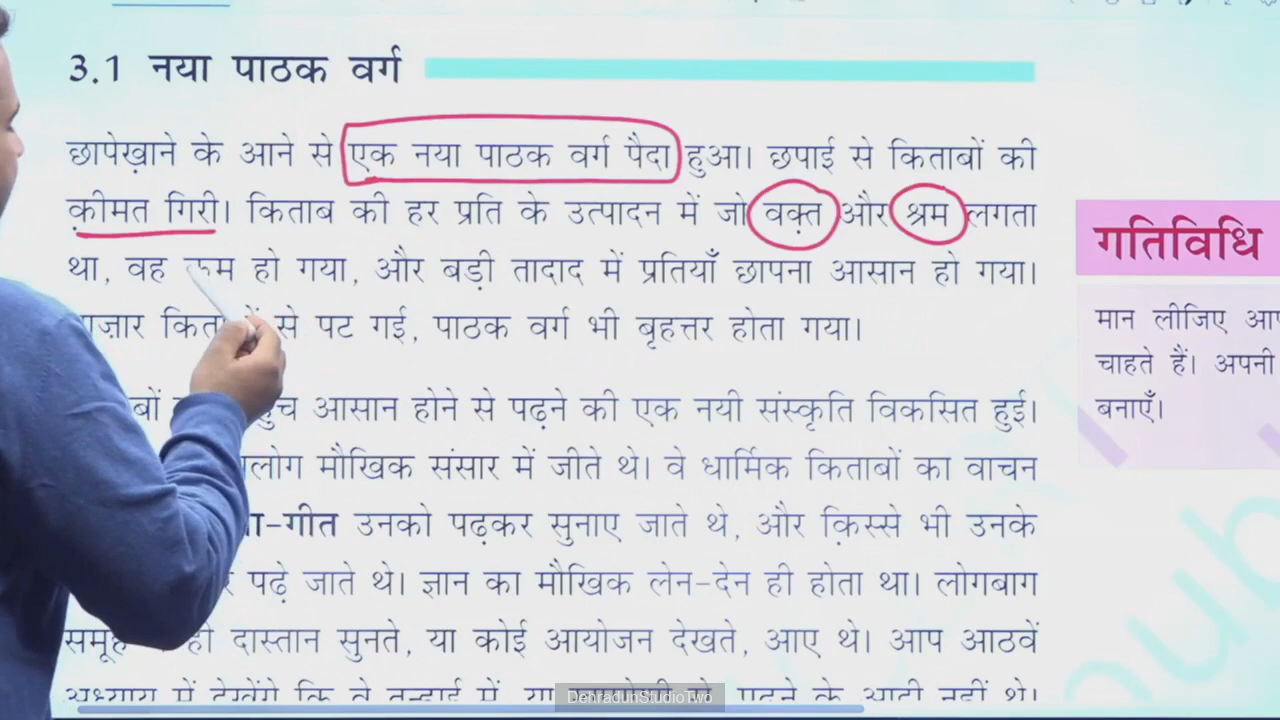 3.1 नया पाठक वर्ग
छापेख़ाने के आने से एक नया पाठक वर्ग पैदा हुआ। छपाई से किताबों की
क़ीमत गिरी। किताब की हर प्रति के उत्पादन में जो वक़्त और श्रम लगता
था, वह कम हो गया, और बड़ी तादाद में प्रतियाँ छापना आसान हो गया।
से पट गई, पाठक वर्ग भी बृहत्तर होता गया।
आसान होने से पढ़ने की एक नयी संस्कृति विकसित हुई।
लोग मौखिक संसार में जीते थे। वे धार्मिक किताबों का वाचन
-गीत उनको पढ़कर सुनाए जाते थे, और क़िस्से भी उनके
पढ़े जाते थे। ज्ञान का मौखिक लेन-देन ही होता था। लोगबाग
ही दास्तान सुनते, या कोई आयोजन देखते, आए थे। आप आठवें
गतिविधि
मान लीजिए
चाहते हैं। अपनी
बनाएँ।
DehradunStudioTwo